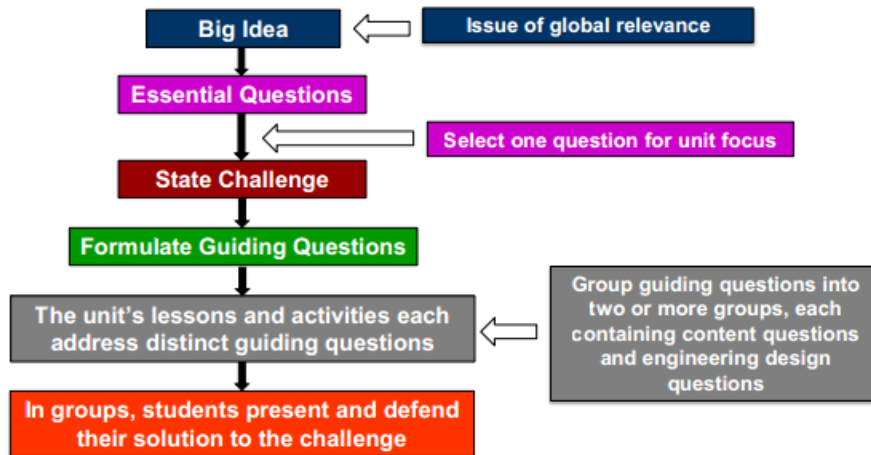 Big Idea
Issue of global relevance
Essential Questions
Select one question for unit focus
State Challenge
Formulate Guiding Questions
The unit's lessons and activities each
address distinct guiding questions
Group guiding questions into
two or more groups, each
containing content questions
and engineering design
questions
In groups, students present and defend
their solution to the challenge